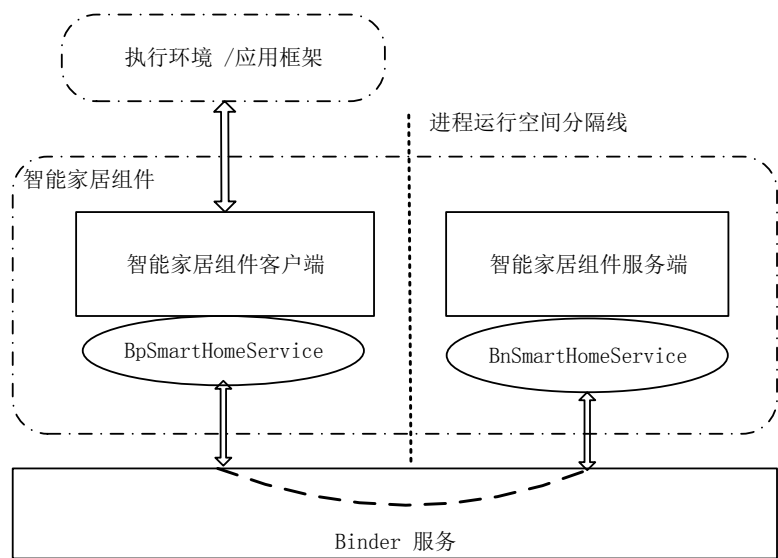 执行环境 /应用框架
进程运行空间分隔线
智能家居组件
智能家居组件客户端
智能家居组件服务端
BpSmartHomeService
BnSmartHomeService
Binder 服务